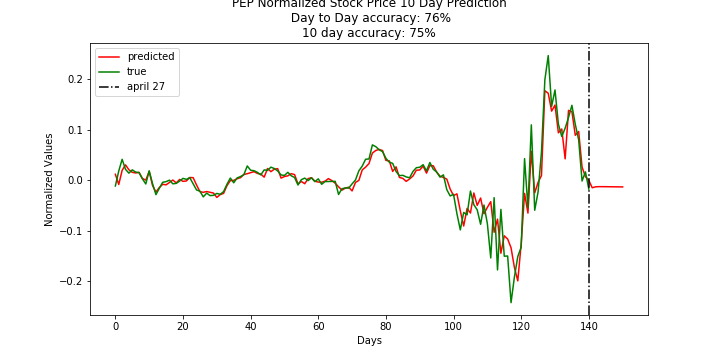 PEP Normalized Stock Price 10 Day Prediction
Day to Day accuracy: 76%
10 day accuracy: 75%
predicted
true
april 27
Normalized Values
0.2
0.1
0.0
−0.1
−0.2
0 20 40 60 80 100 120 140
Days